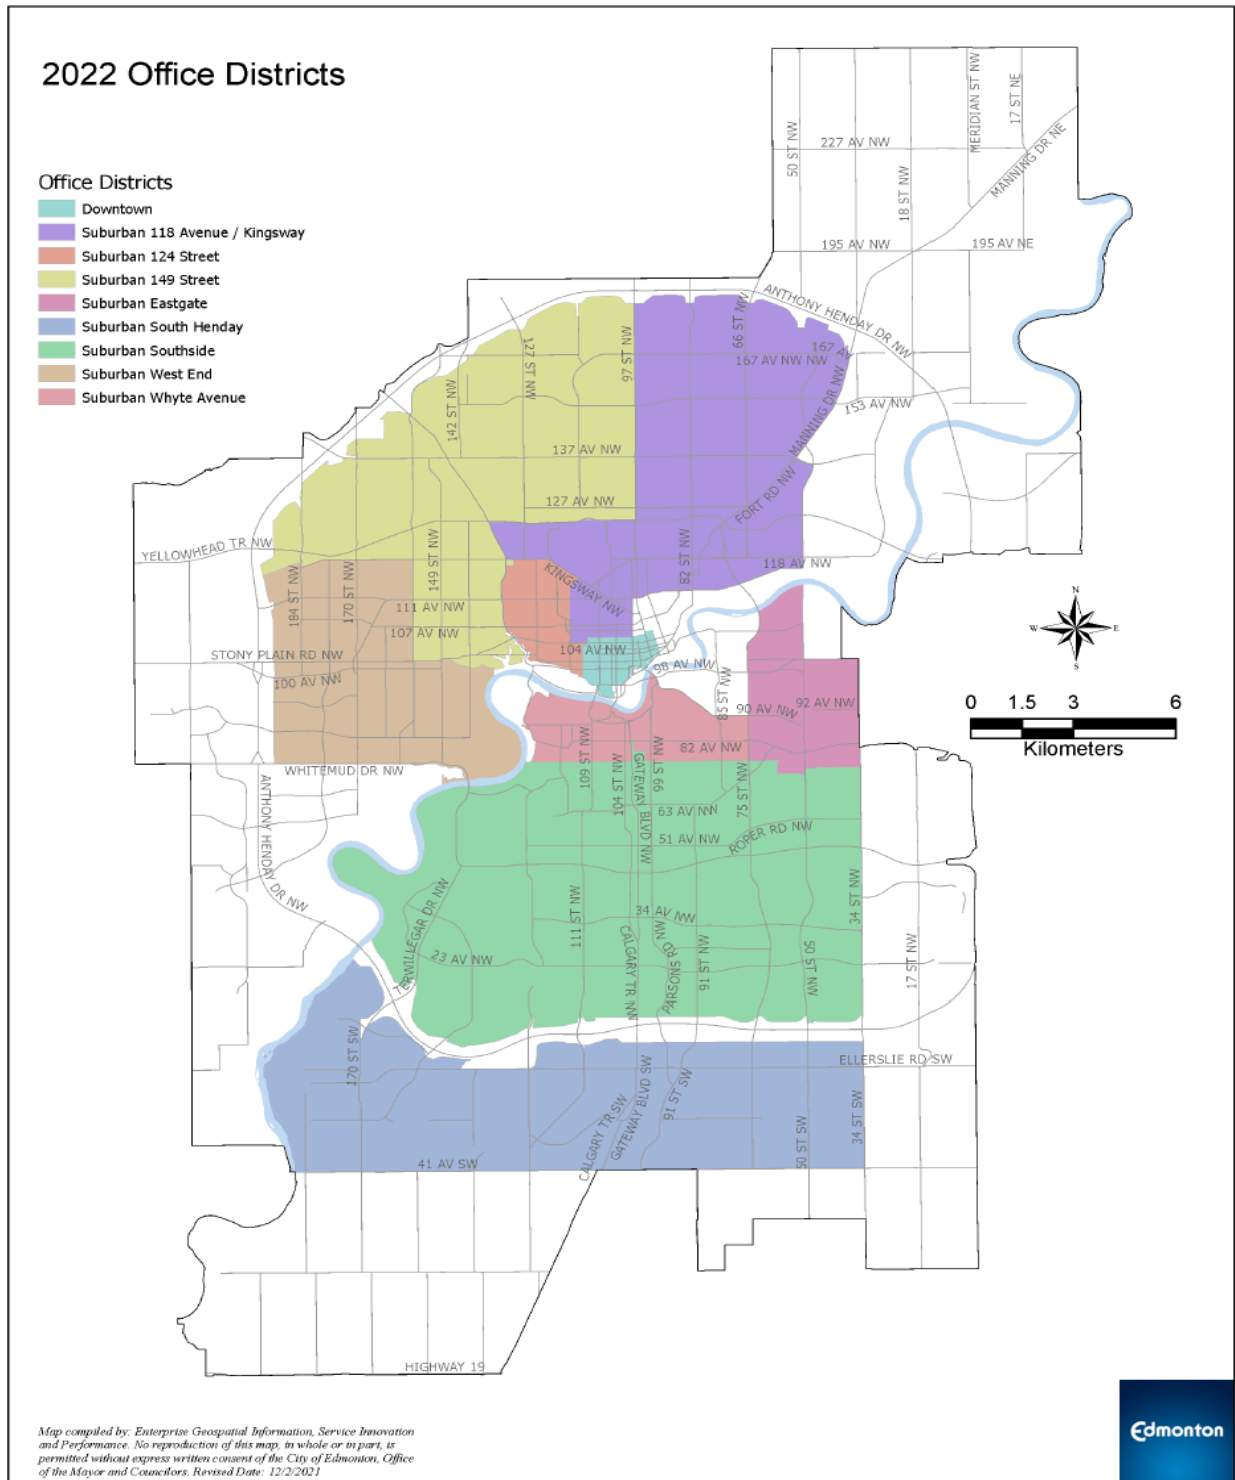 2022 Office Districts
Office Districts
Downtown
Suburban 118 Avenue / Kingsway
Suburban 124 Street
Suburban 149 Street
Suburban Eastgate
Suburban South Henday
Suburban Southside
Suburban West End
Suburban Whyte Avenue
50 ST NW
MERIDIAN ST NW
17 ST NE
227 AV NW
MANNING DR NE
18 ST NW
195 AV NW
195 AV NE
ANTHONY HENDAY DR NW
66 ST NW
97 ST NW
127 ST NW
142 ST NW
167 AV
167 AV NW NW
MANNING DR NW
153 AV NW
137 AV NW
127 AV NW
FORT RD NW
YELLOWHEAD TR NW
149 ST NW
82 ST NW
118 AV NW
KINGSWAY NW
184 ST NW
170 ST NW
111 AV NW
107 AV NW
STONY PLAIN RD NW
104 AV NW
98 AV NW
100 AV NW
85 ST NW
90 AV NW
92 AV NW
N
W
E
S
0 1.5 3 6
Kilometers
82 AV NW
109 ST NW
104 ST NW
GATEWAY BLVD NW
99 ST NW
WHITEMUD DR NW
75 ST NW
63 AV NW
51 AV NW
ROPER RD NW
ANTHONY HENDAY DR NW
TERWILLEGAR DR NW
111 ST NW
34 AV NW
34 ST NW
CALGARY TR NW
PARSONS RD NW
91 ST NW
50 ST NW
17 ST NW
23 AV NW
170 ST SW
ELLERSLIE RD SW
CALGARY TR SW
GATEWAY BLVD SW
91 ST SW
50 ST SW
34 ST SW
41 AV SW
HIGHWAY 19
Map compiled by: Enterprise Geospatial Information, Service Innovation
and Performance. No reproduction of this map, in whole or in part, is
permitted without express written consent of the City of Edmonton, Office
of the Mayor and Councilors. Revised Date: 12/2/2021
Edmonton